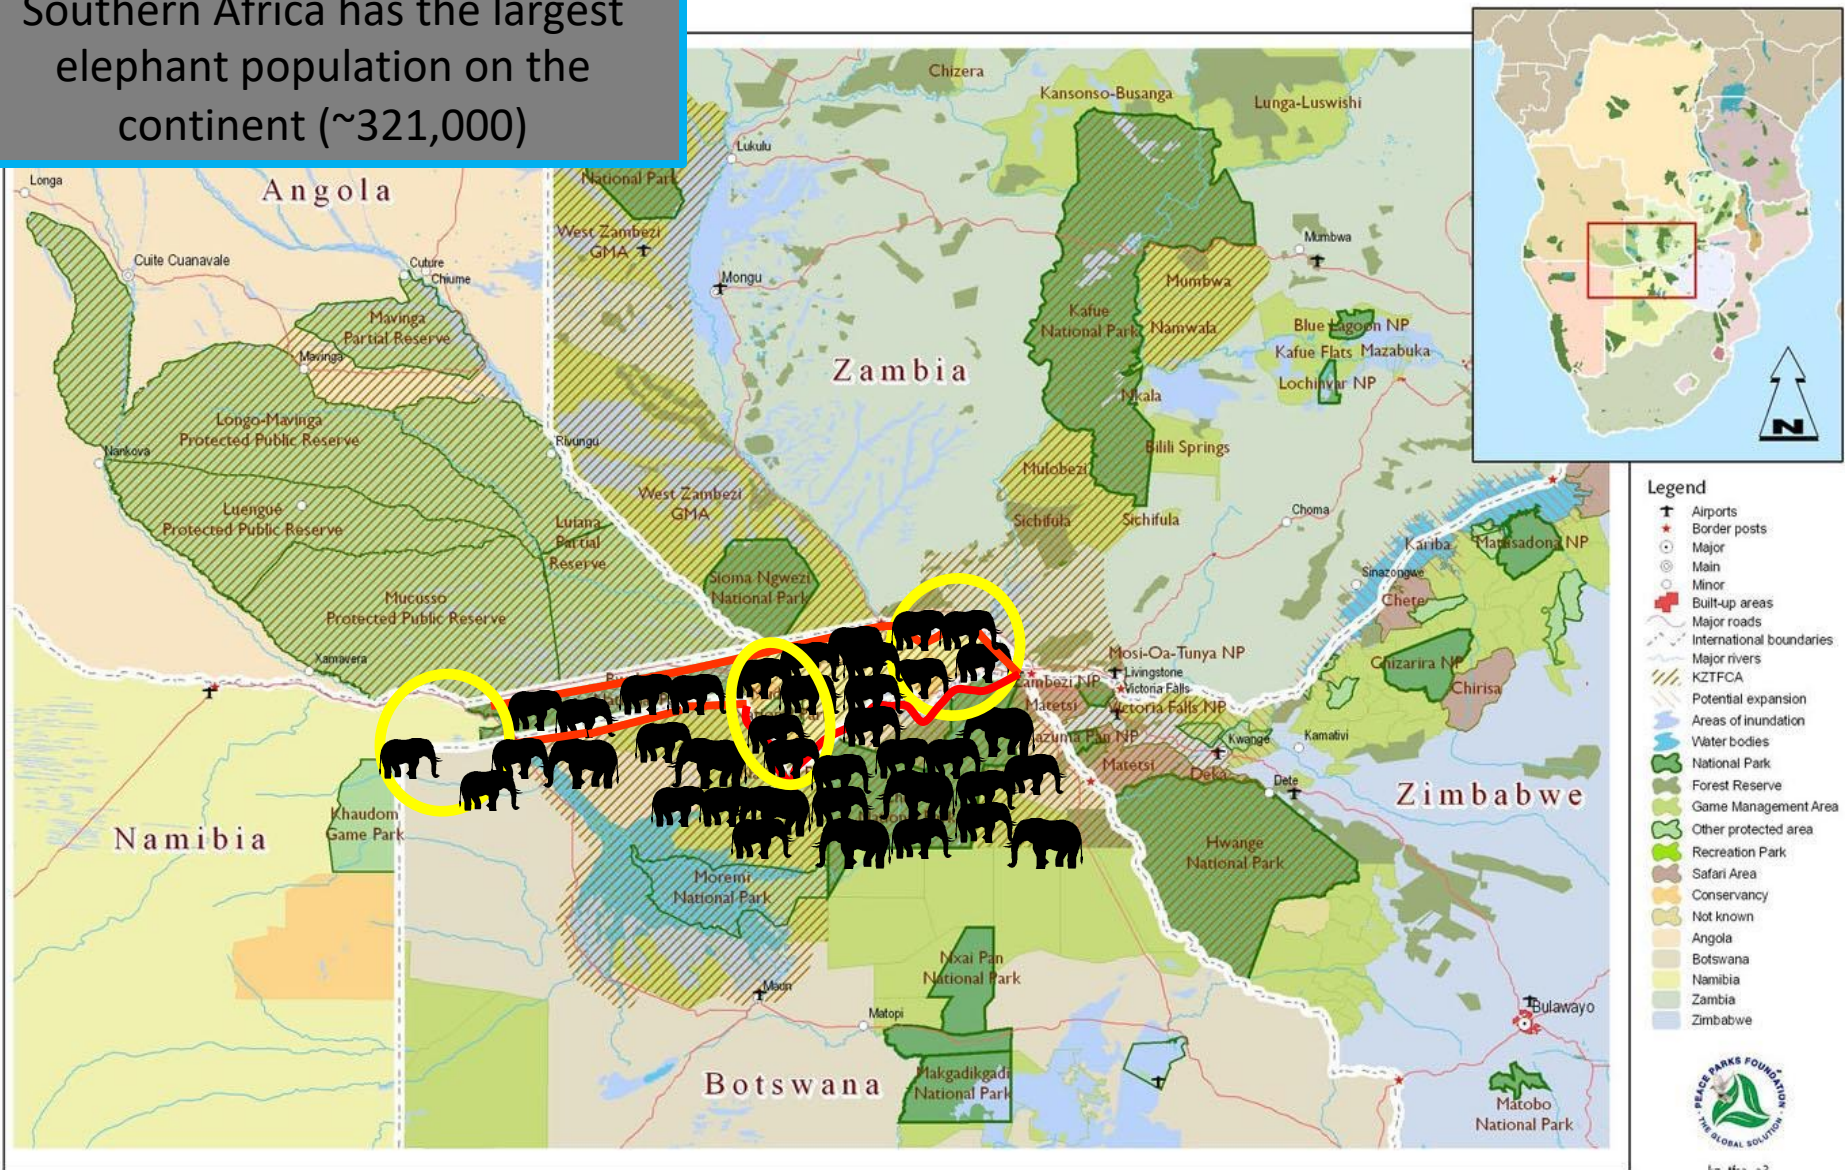 Southern Africa has the largest
elephant population on the
continent (~321,000)
Chizera
Kansonso-Busanga
Lunga-Luswishi
Lukulu
National Park
Longa
Angola
West Zambezi
GMA
Cuite Cuanavale
Cuture
Chiume
Mongu
Mumbwa
Mumbwa
Mavinga
Partial Reserve
Mavinga
Kafue
National Park
Namwala
Blue Lagoon NP
Kafue Flats
Mazabuka
Lochinvar NP
Zambia
Nkala
Longo-Mavinga
Protected Public Reserve
Nankova
Rivungu
Bilili Springs
Mulobezi
West Zambezi
GMA
Luengue
Protected Public Reserve
Luiana
Partial
Reserve
Sichifula
Sichifula
Choma
Kariba
Matusadona NP
Sioma Ngwezi
National Park
Sinazongwe
Chete
Mucusso
Protected Public Reserve
Xamavera
Mosi-Oa-Tunya NP
Livingstone
Victoria Falls
Zambezi NP
Victoria Falls NP
Matetsi
Kazuma Pan NP
Matetsi
Deka
Kwange
Kamativi
Dete
Chizarira NP
Chirisa
Zimbabwe
Namibia
Khaudom
Game Park
Hwange
National Park
Moremi
National Park
Nxai Pan
National Park
Maun
Matopi
Botswana
Makgadikgadi
National Park
Bulawayo
Matobo
National Park
N
Legend
Airports
Border posts
Major
Main
Minor
Built-up areas
Major roads
International boundaries
Major rivers
KZTFCA
Potential expansion
Areas of inundation
Water bodies
National Park
Forest Reserve
Game Management Area
Other protected area
Recreation Park
Safari Area
Conservancy
Not known
Angola
Botswana
Namibia
Zambia
Zimbabwe
PEACE PARKS FOUNDATION
THE GLOBAL SOLUTION